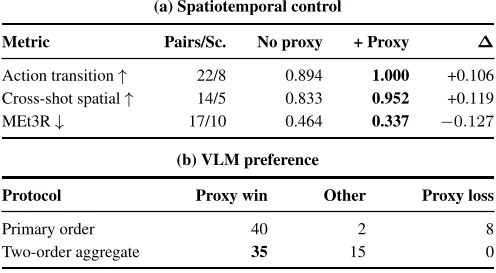 (a) Spatiotemporal control
Metric Pairs/Sc. No proxy + Proxy Δ
Action transition ↑ 22/8 0.894 1.000 +0.106
Cross-shot spatial ↑ 14/5 0.833 0.952 +0.119
MEt3R ↓ 17/10 0.464 0.337 −0.127
(b) VLM preference
Protocol Proxy win Other Proxy loss
Primary order 40 2 8
Two-order aggregate 35 15 0